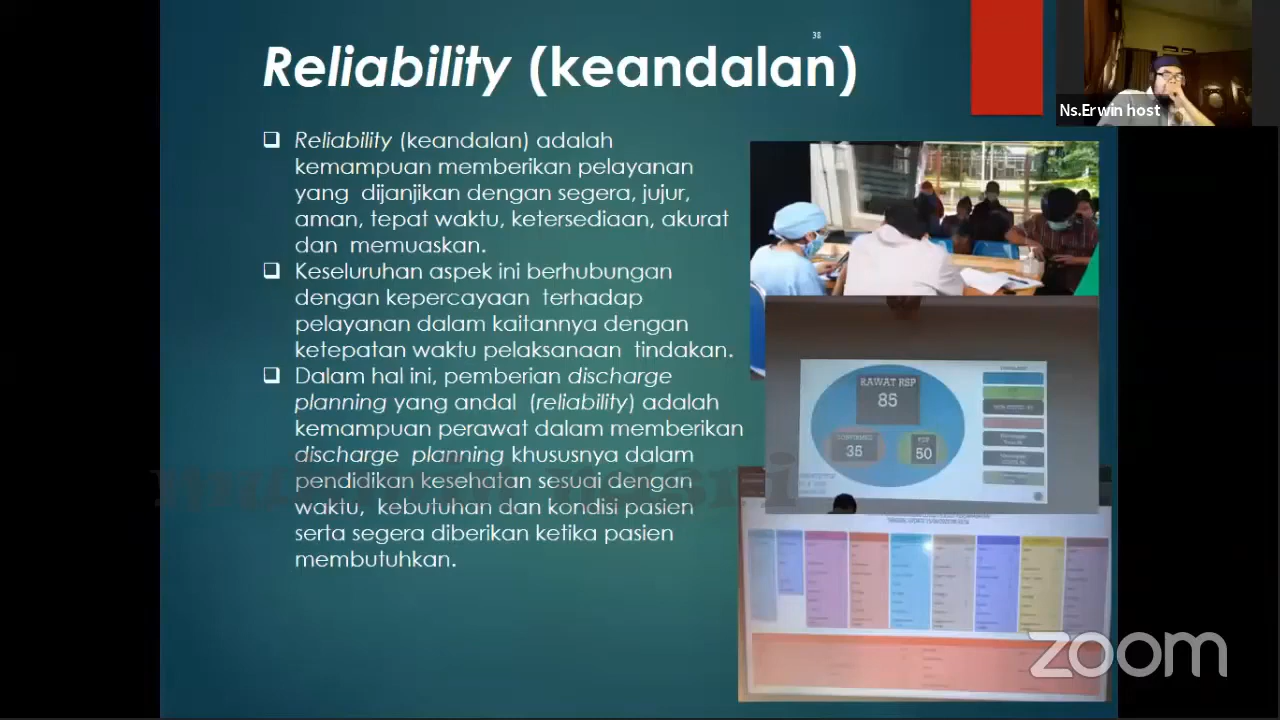 38
Reliability (keandalan)
Ns.Erwin host
❑ Reliability (keandalan) adalah
kemampuan memberikan pelayanan
yang dijanjikan dengan segera, jujur,
aman, tepat waktu, ketersediaan, akurat
dan memuaskan.
❑ Keseluruhan aspek ini berhubungan
dengan kepercayaan terhadap
pelayanan dalam kaitannya dengan
ketepatan waktu pelaksanaan tindakan.
❑ Dalam hal ini, pemberian discharge
planning yang andal (reliability) adalah
kemampuan perawat dalam memberikan
discharge planning khususnya dalam
pendidikan kesehatan sesuai dengan
waktu, kebutuhan dan kondisi pasien
serta segera diberikan ketika pasien
membutuhkan.
RAWAT RSP
85
35
50
zoom